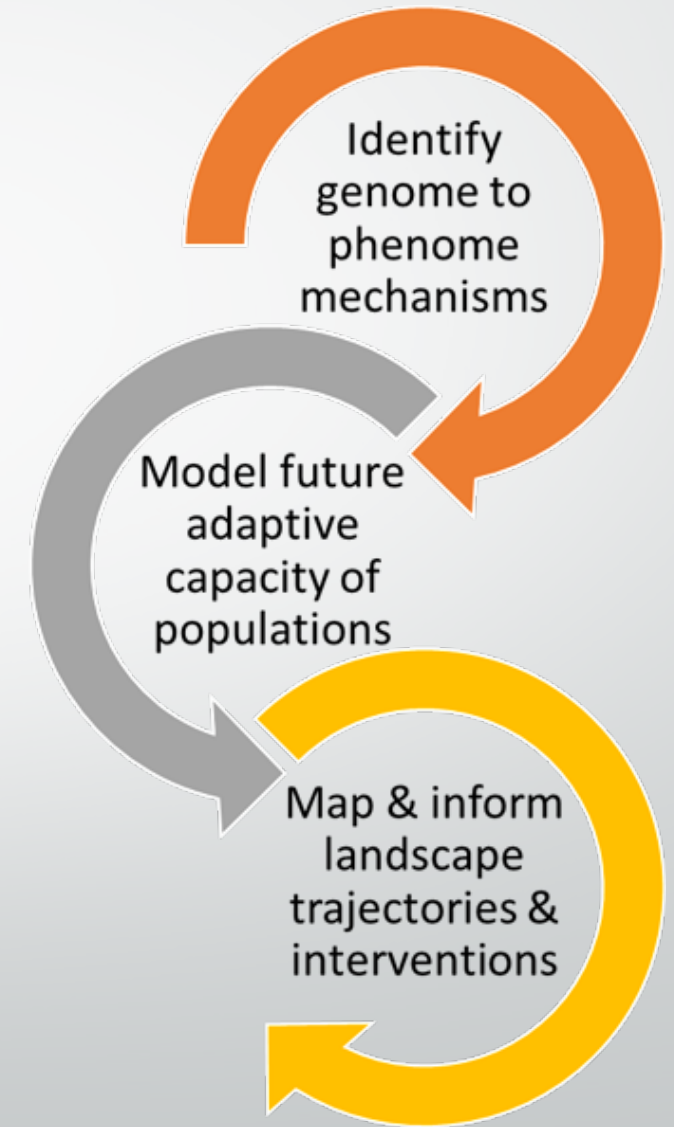 Identify
genome to
phenome
mechanisms
Model future
adaptive
capacity of
populations
Map & inform
landscape
trajectories &
interventions